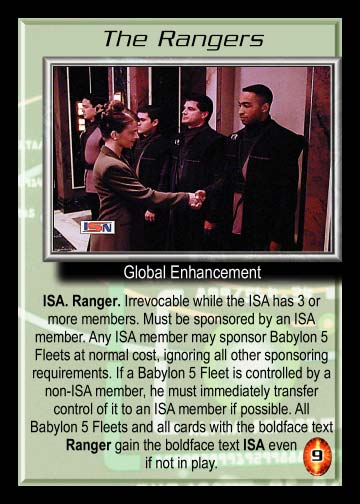 The Rangers
ISN
Global Enhancement
ISA. Ranger. Irrevocable while the ISA has 3 or
more members. Must be sponsored by an ISA
member. Any ISA member may sponsor Babylon 5
Fleets at normal cost, ignoring all other sponsoring
requirements. If a Babylon 5 Fleet is controlled by a
non-ISA member, he must immediately transfer
control of it to an ISA member if possible. All
Babylon 5 Fleets and all cards with the boldface text
Ranger gain the boldface text ISA even
if not in play.
9